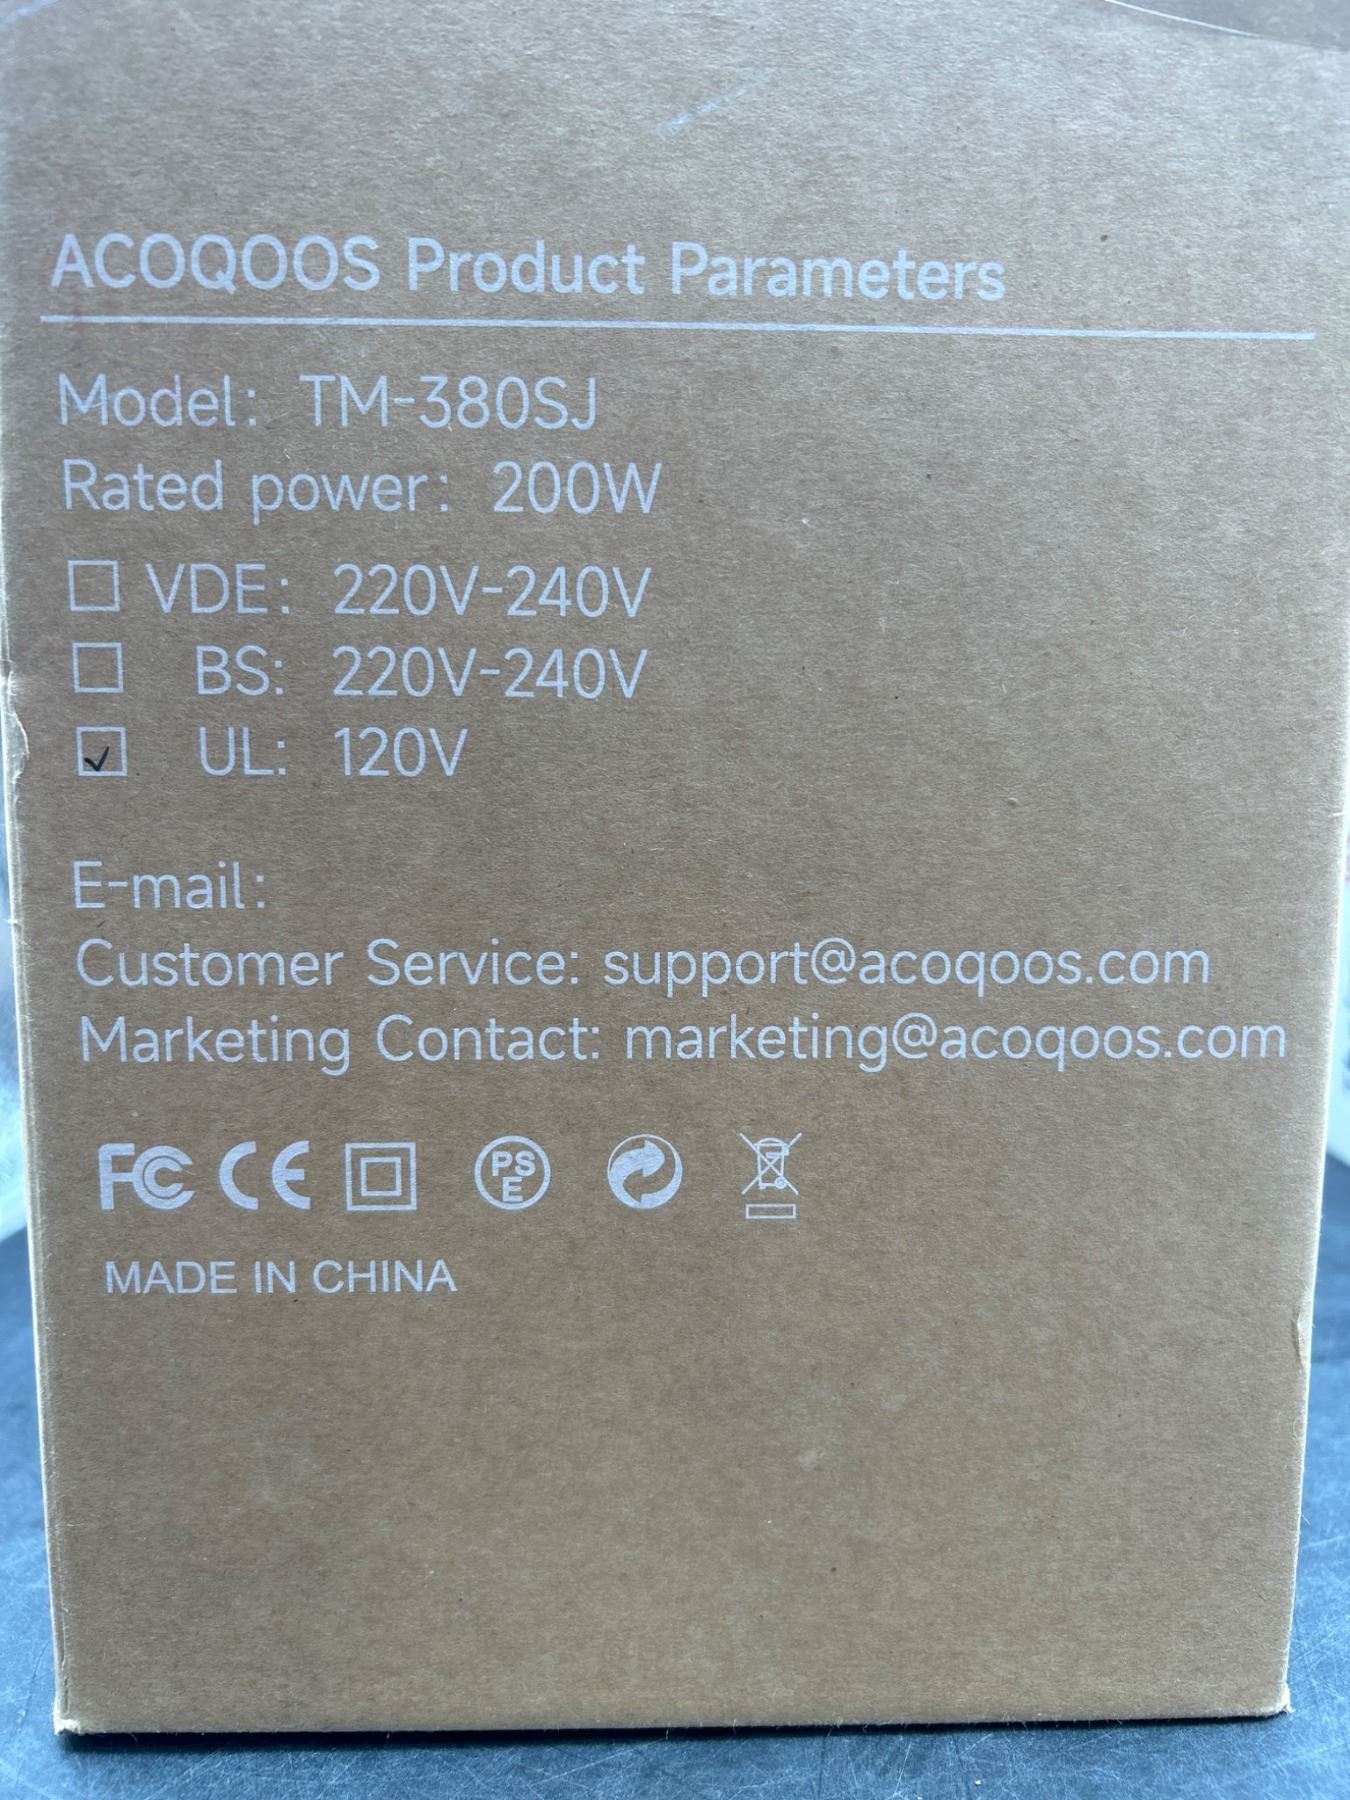 ACOQOOS Product Parameters
Model: TM-380SJ
Rated power: 200W
VDE: 220V-240V
BS: 220V-240V
UL: 120V
E-mail:
Customer Service: support@acoqoos.com
Marketing Contact: marketing@acoqoos.com
FC CE PSE
MADE IN CHINA